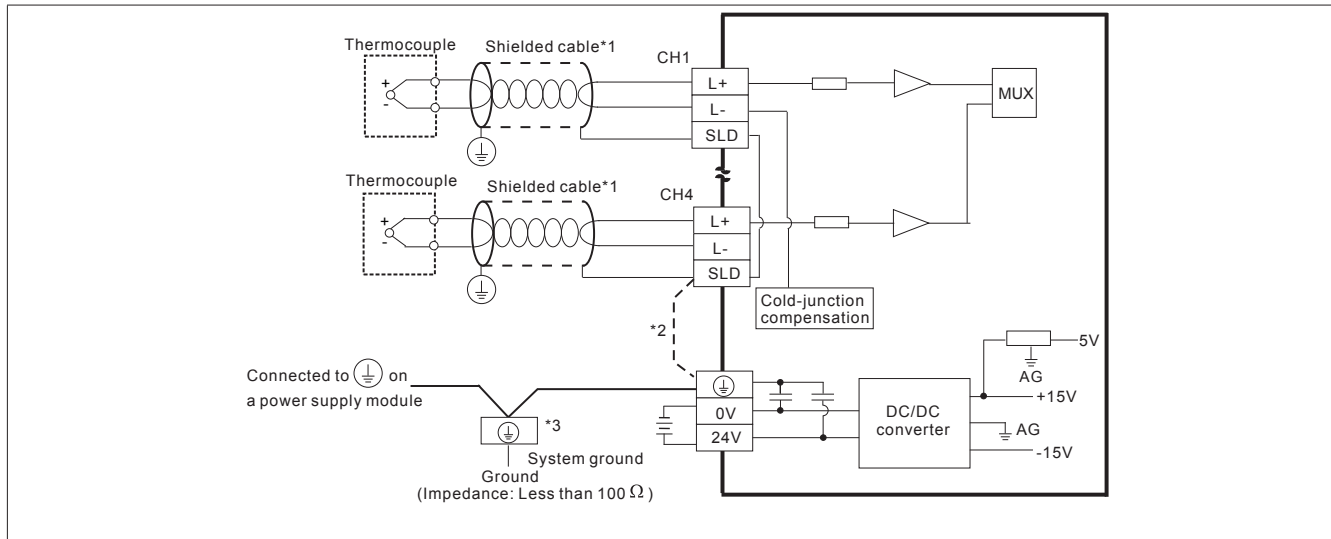 Thermocouple
Shielded cable*1
CH1
+
-
L+
L-
SLD
MUX
Thermocouple
Shielded cable*1
CH4
+
-
L+
L-
SLD
Cold-junction
compensation
*2
Connected to on
a power supply module
*3
System ground
Ground
(Impedance: Less than 100 Ω )
0V
24V
DC/DC
converter
5V
AG
+15V
AG
-15V